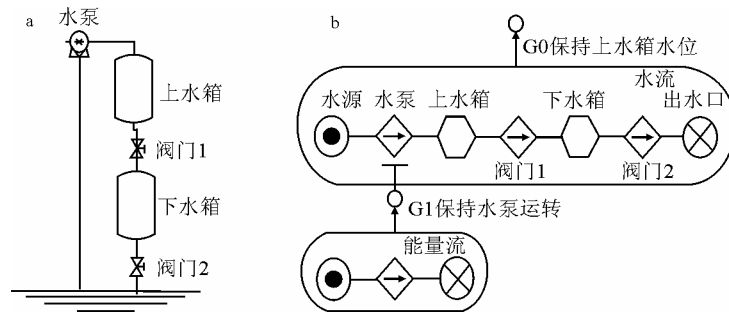 a
水泵
上水箱
阀门1
下水箱
阀门2
b
G0保持上水箱水位
水流
水源 水泵 上水箱 下水箱 出水口
阀门1 阀门2
G1保持水泵运转
能量流